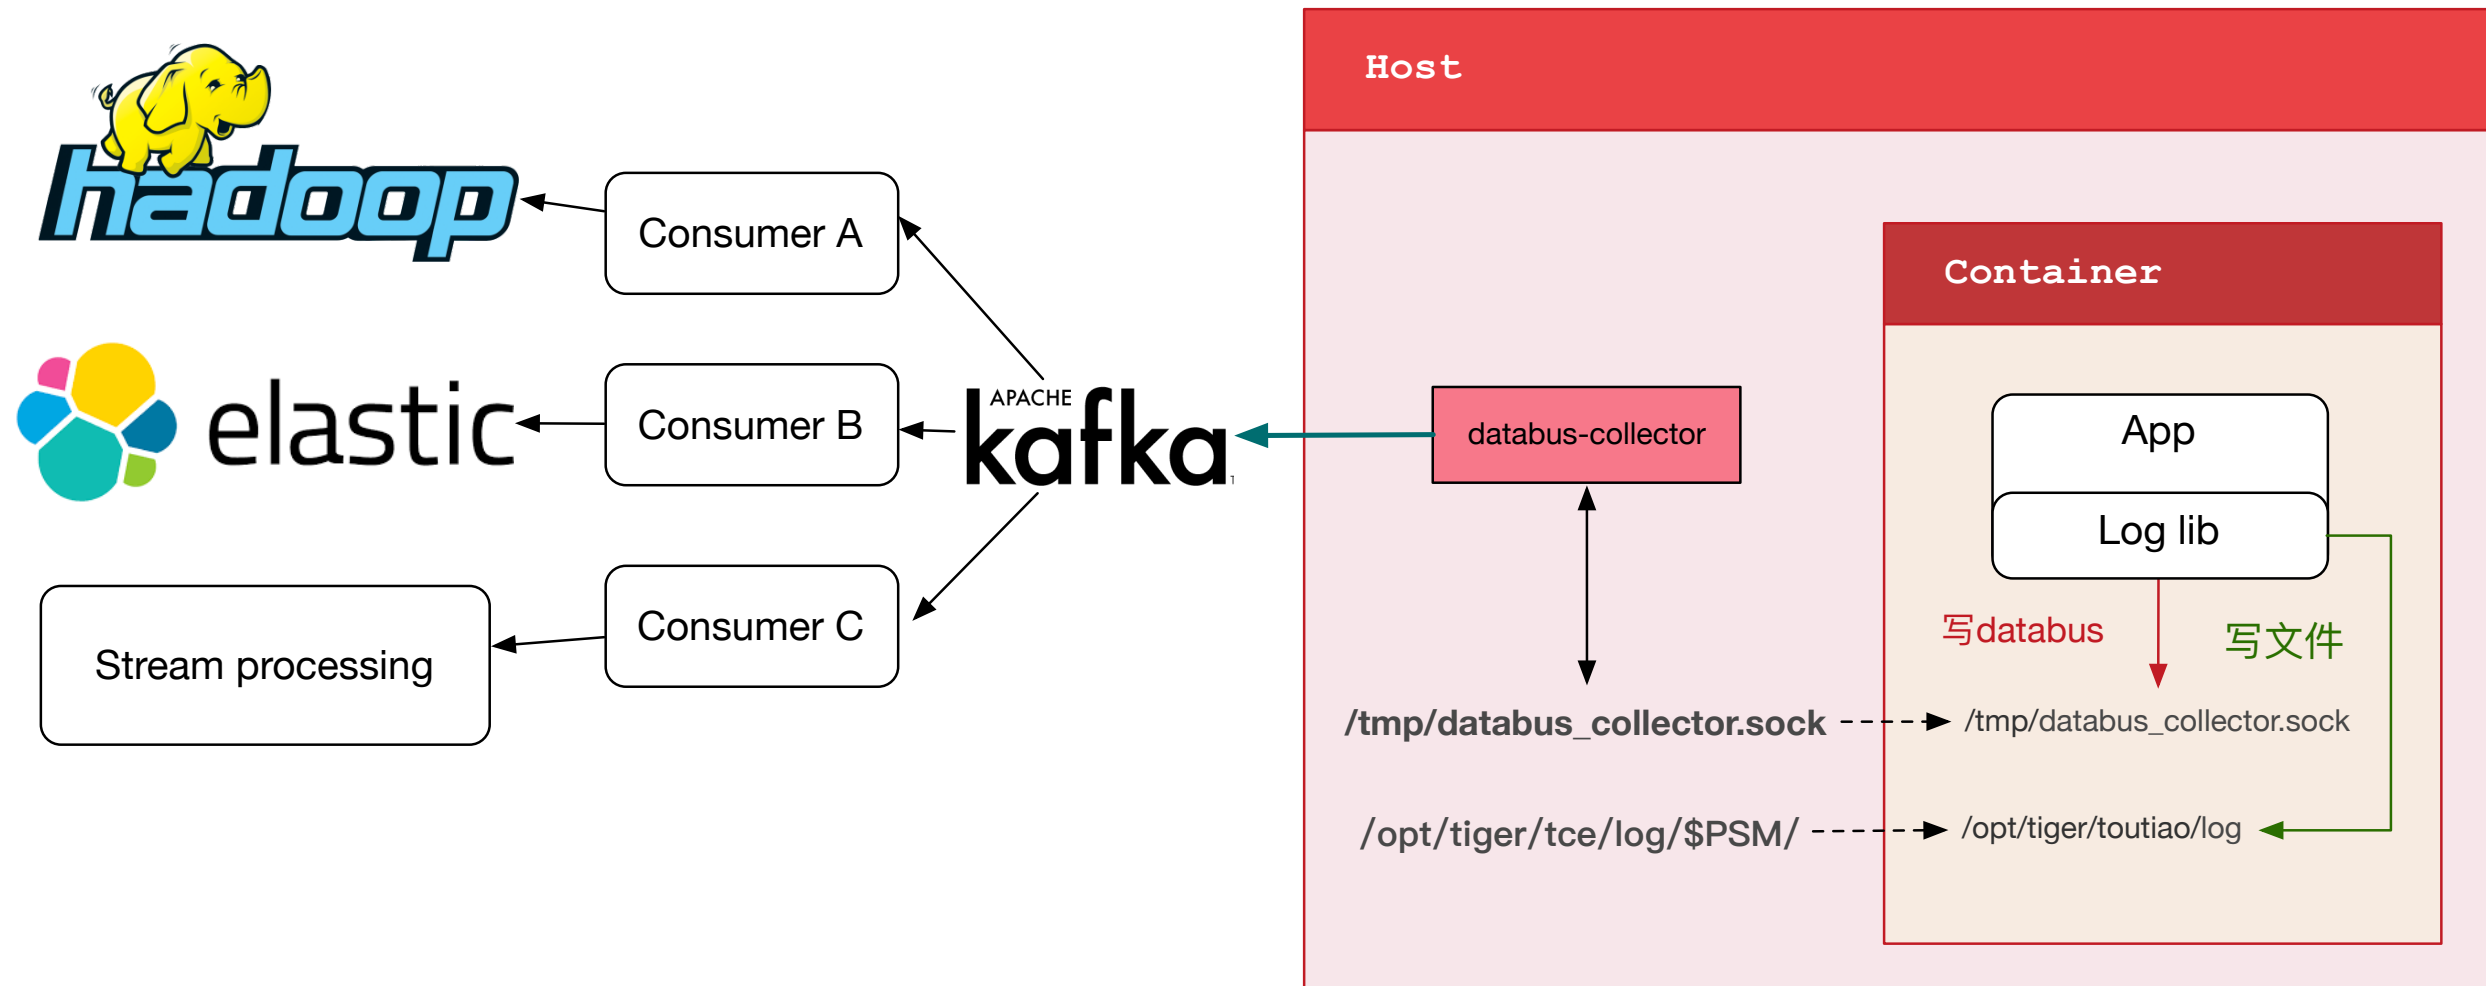 Host
hadoop
Consumer A
Container
elastic
Consumer B
APACHE
kafka
databus-collector
App
Log lib
写databus
写文件
Consumer C
Stream processing
/tmp/databus_collector.sock
/tmp/databus_collector.sock
/opt/tiger/tce/log/$PSM/
/opt/tiger/toutiao/log